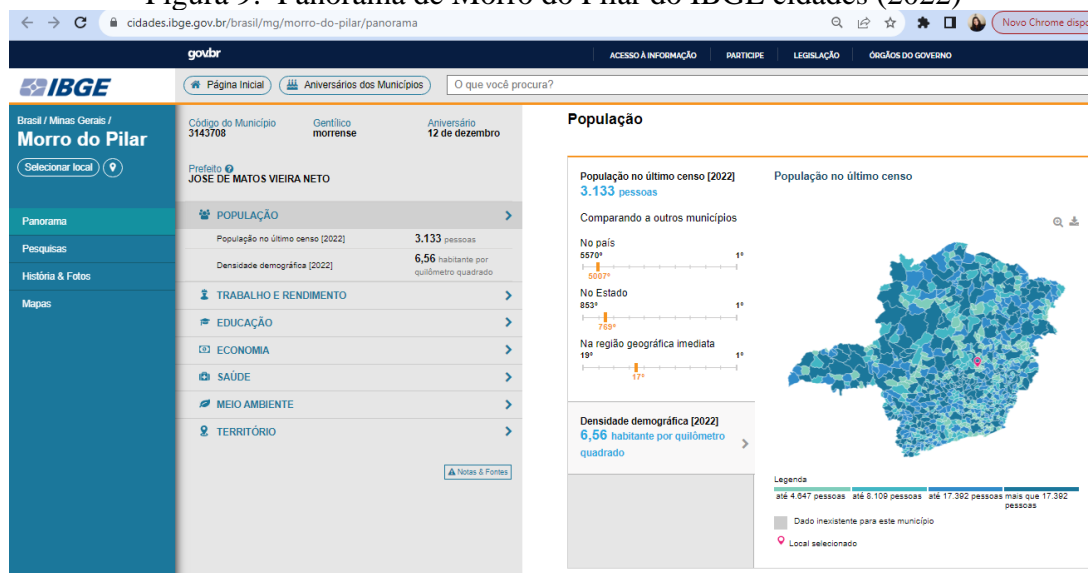 Figura 9: Panorama de Morro do Pilar do IBGE cidades (2022)
cidades.ibge.gov.br/brasil/mg/morro-do-pilar/panorama
Novo Chrome dispo
govbr
ACESSO À INFORMAÇÃO PARTICIPE LEGISLAÇÃO ÓRGÃOS DO GOVERNO
IBGE
Página Inicial
Aniversários dos Municípios
O que você procura?
Brasil / Minas Gerais /
Morro do Pilar
Selecionar local
Panorama
Pesquisas
História & Fotos
Mapas
Código do Município
3143708
Gentílico
morrense
Aniversário
12 de dezembro
Prefeito
JOSE DE MATOS VIEIRA NETO
POPULAÇÃO
População no último censo [2022] 3.133 pessoas
Densidade demográfica [2022] 6,56 habitante por
quilômetro quadrado
TRABALHO E RENDIMENTO
EDUCAÇÃO
ECONOMIA
SAÚDE
MEIO AMBIENTE
TERRITÓRIO
Notas & Fontes
População
População no último censo [2022]
3.133 pessoas
Comparando a outros municípios
No país
5570º 1º
5007º
No Estado
853º 1º
769º
Na região geográfica imediata
19º 1º
17º
Densidade demográfica [2022]
6,56 habitante por quilômetro
quadrado
População no último censo
Legenda
até 4.647 pessoas até 8.109 pessoas até 17.392 pessoas mais que 17.392
pessoas
Dado inexistente para este município
Local selecionado